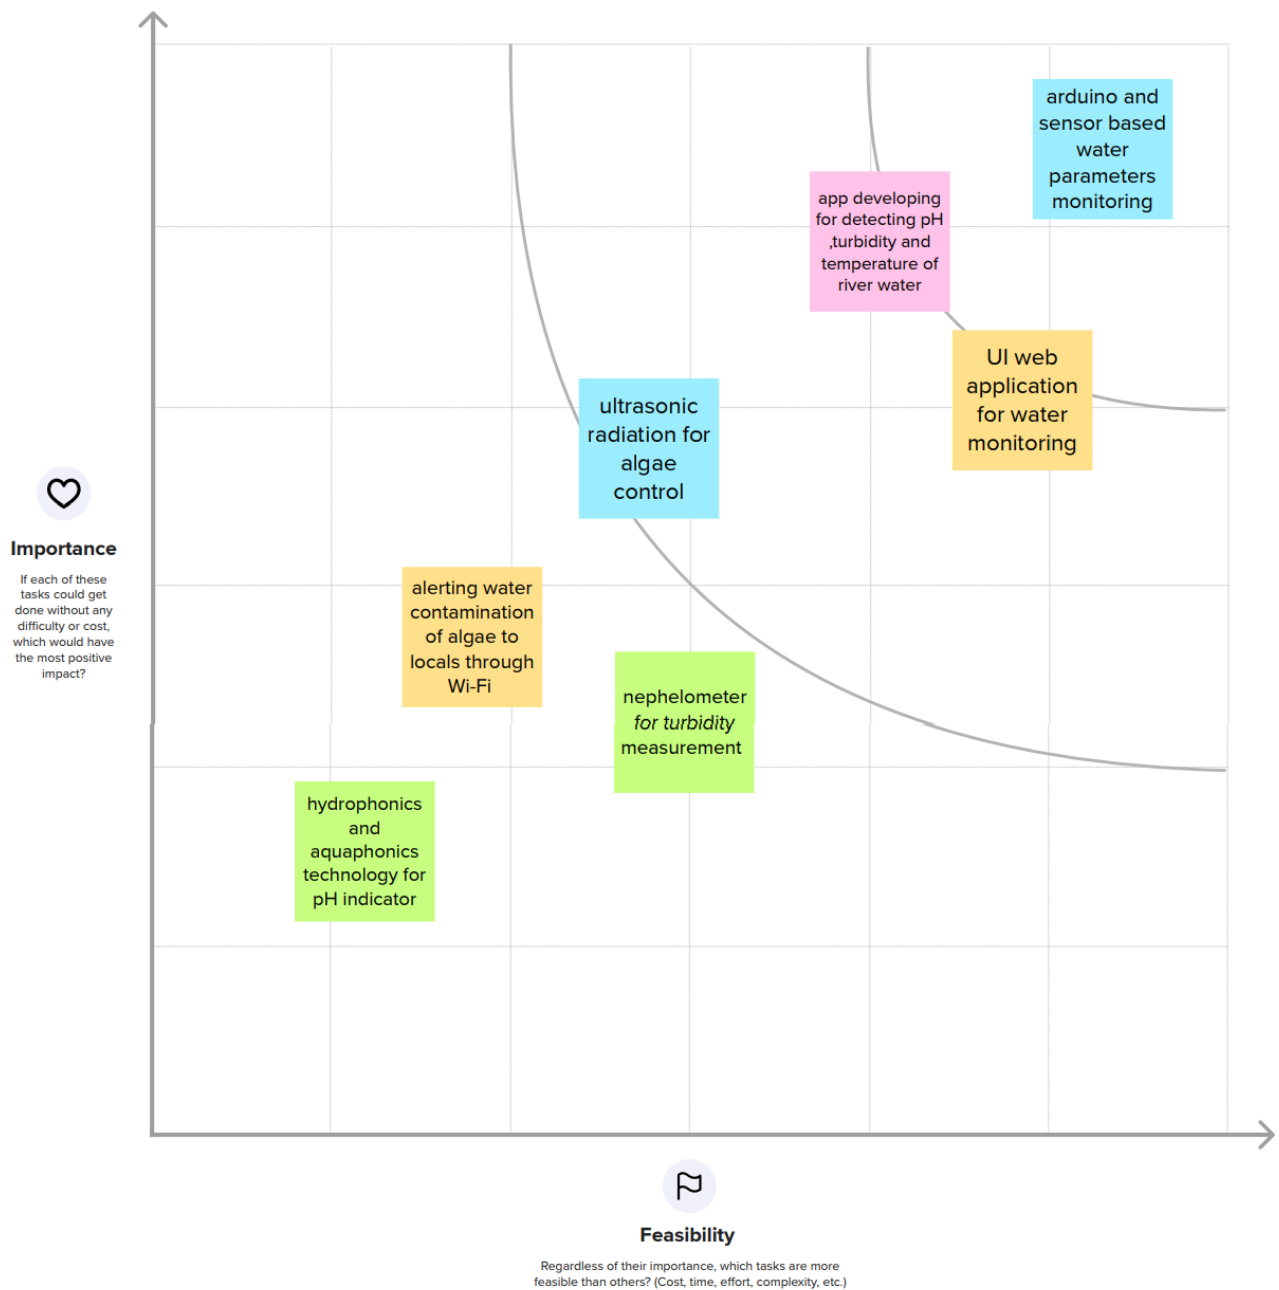 arduino and
sensor based
water
parameters
monitoring
app developing
for detecting pH
,turbidity and
temperature of
river water
UI web
application
for water
monitoring
ultrasonic
radiation for
algae
control
Importance
If each of these
tasks could get
done without any
difficulty or cost,
which would have
the most positive
impact?
alerting water
contamination
of algae to
locals through
Wi-Fi
nephelometer
for turbidity
measurement
hydrophonics
and
aquaphonics
technology for
pH indicator
Feasibility
Regardless of their importance, which tasks are more
feasible than others? (Cost, time, effort, complexity, etc.)